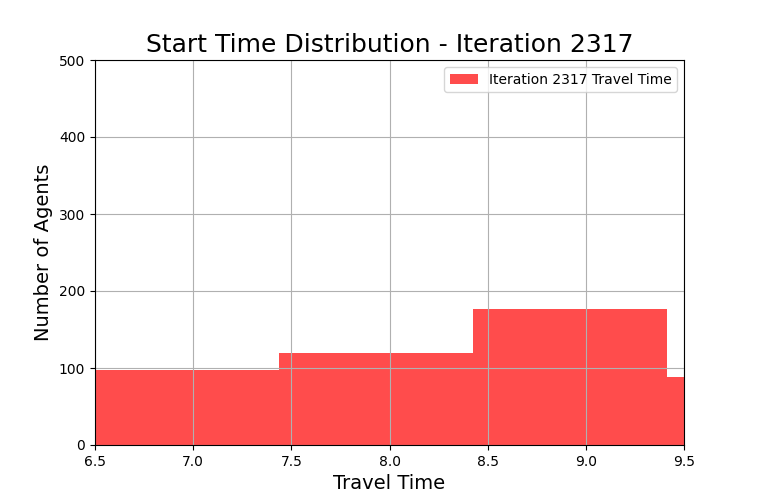 Start Time Distribution - Iteration 2317
Iteration 2317 Travel Time
Number of Agents
500
400
300
200
100
0
6.5 7.0 7.5 8.0 8.5 9.0 9.5
Travel Time